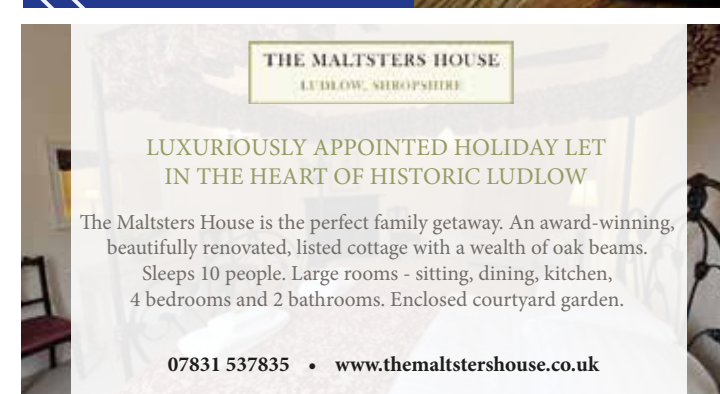 THE MALTSTERS HOUSE
LUDLOW, SHROPSHIRE
LUXURIOUSLY APPOINTED HOLIDAY LET
IN THE HEART OF HISTORIC LUDLOW
The Maltsters House is the perfect family getaway. An award-winning,
beautifully renovated, listed cottage with a wealth of oak beams.
Sleeps 10 people. Large rooms - sitting, dining, kitchen,
4 bedrooms and 2 bathrooms. Enclosed courtyard garden.
07831 537835 • www.themaltstershouse.co.uk